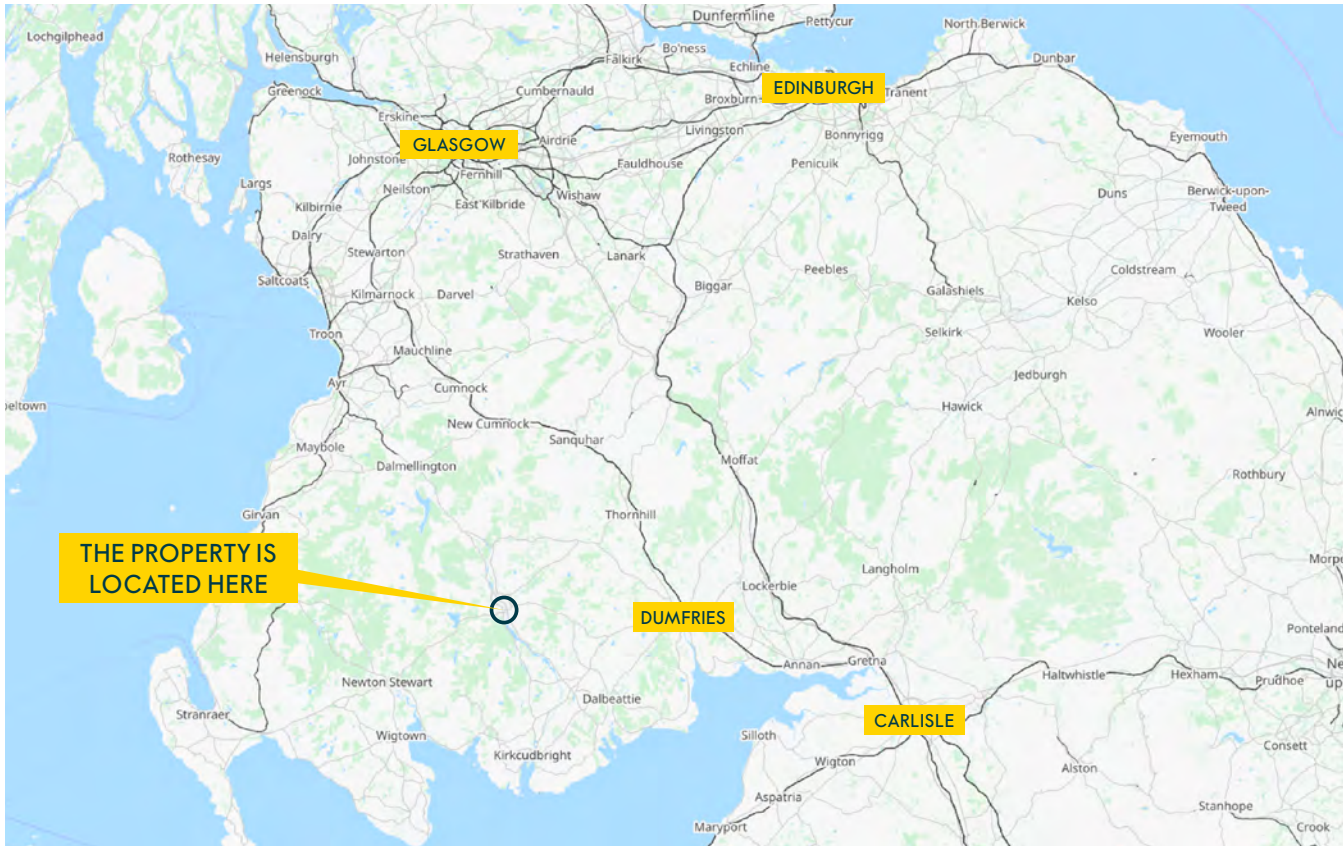 Lochgilphead
Helensburgh
Dunfermline
Pettycur
North Berwick
Dunbar
Bo'ness
Falkirk
Echline
Greenock
Cumbernauld
Broxburn
EDINBURGH
Tranent
Erskine
GLASGOW
Airdrie
Livingston
Bonnyrigg
Eyemouth
Rothesay
Johnstone
Fernhill
Fauldhouse
Penicuik
Largs
Neilston
Wishaw
Duns
Berwick-upon-
Tweed
Kilbirnie
East Kilbride
Dalry
Stewarton
Strathaven
Lanark
Peebles
Coldstream
Saltcoats
Kilmarnock
Darvel
Biggar
Galashiels
Kelso
Troon
Selkirk
Wooler
Mauchline
Ayr
Cumnock
Jedburgh
peltown
Hawick
Alnwic
New Cumnock
Sanquhar
Maybole
Dalmellington
Moffat
Rothbury
Girvan
Thornhill
THE PROPERTY IS
LOCATED HERE
Langholm
Morpe
Lockerbie
DUMFRIES
Ponteland
Annan
Gretna
Newton Stewart
Haltwhistle
Hexham
Prudhoe
Ne
up
Dalbeattie
Stranraer
CARLISLE
Wigtown
Silloth
Kirkcudbright
Consett
Wigton
Alston
Aspatria
Stanhope
Maryport
Crook